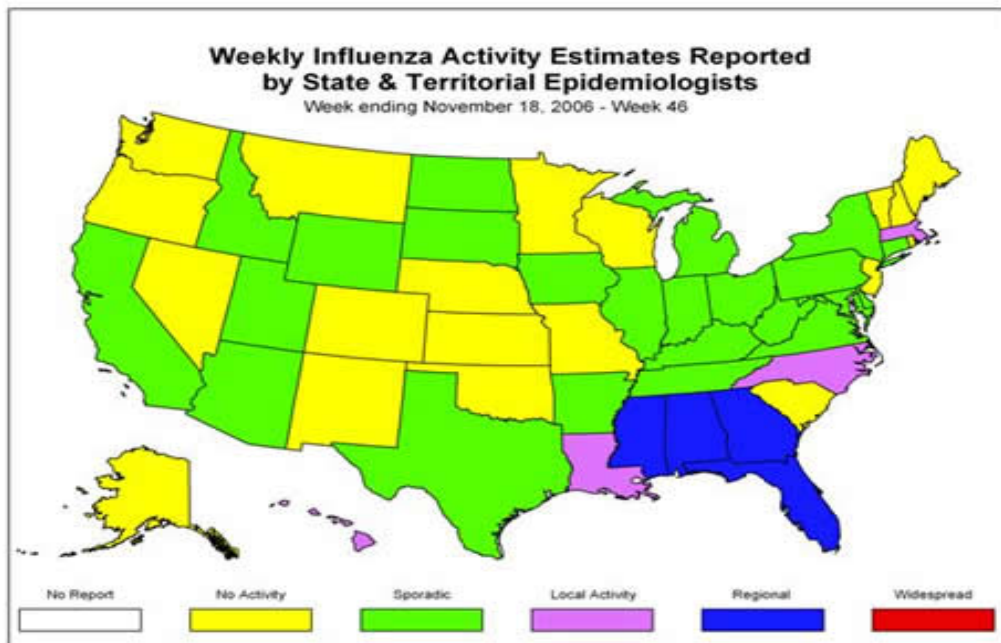 Weekly Influenza Activity Estimates Reported
by State & Territorial Epidemiologists
Week ending November 18, 2006 - Week 46
No Report
No Activity
Sporadic
Local Activity
Regional
Widespread